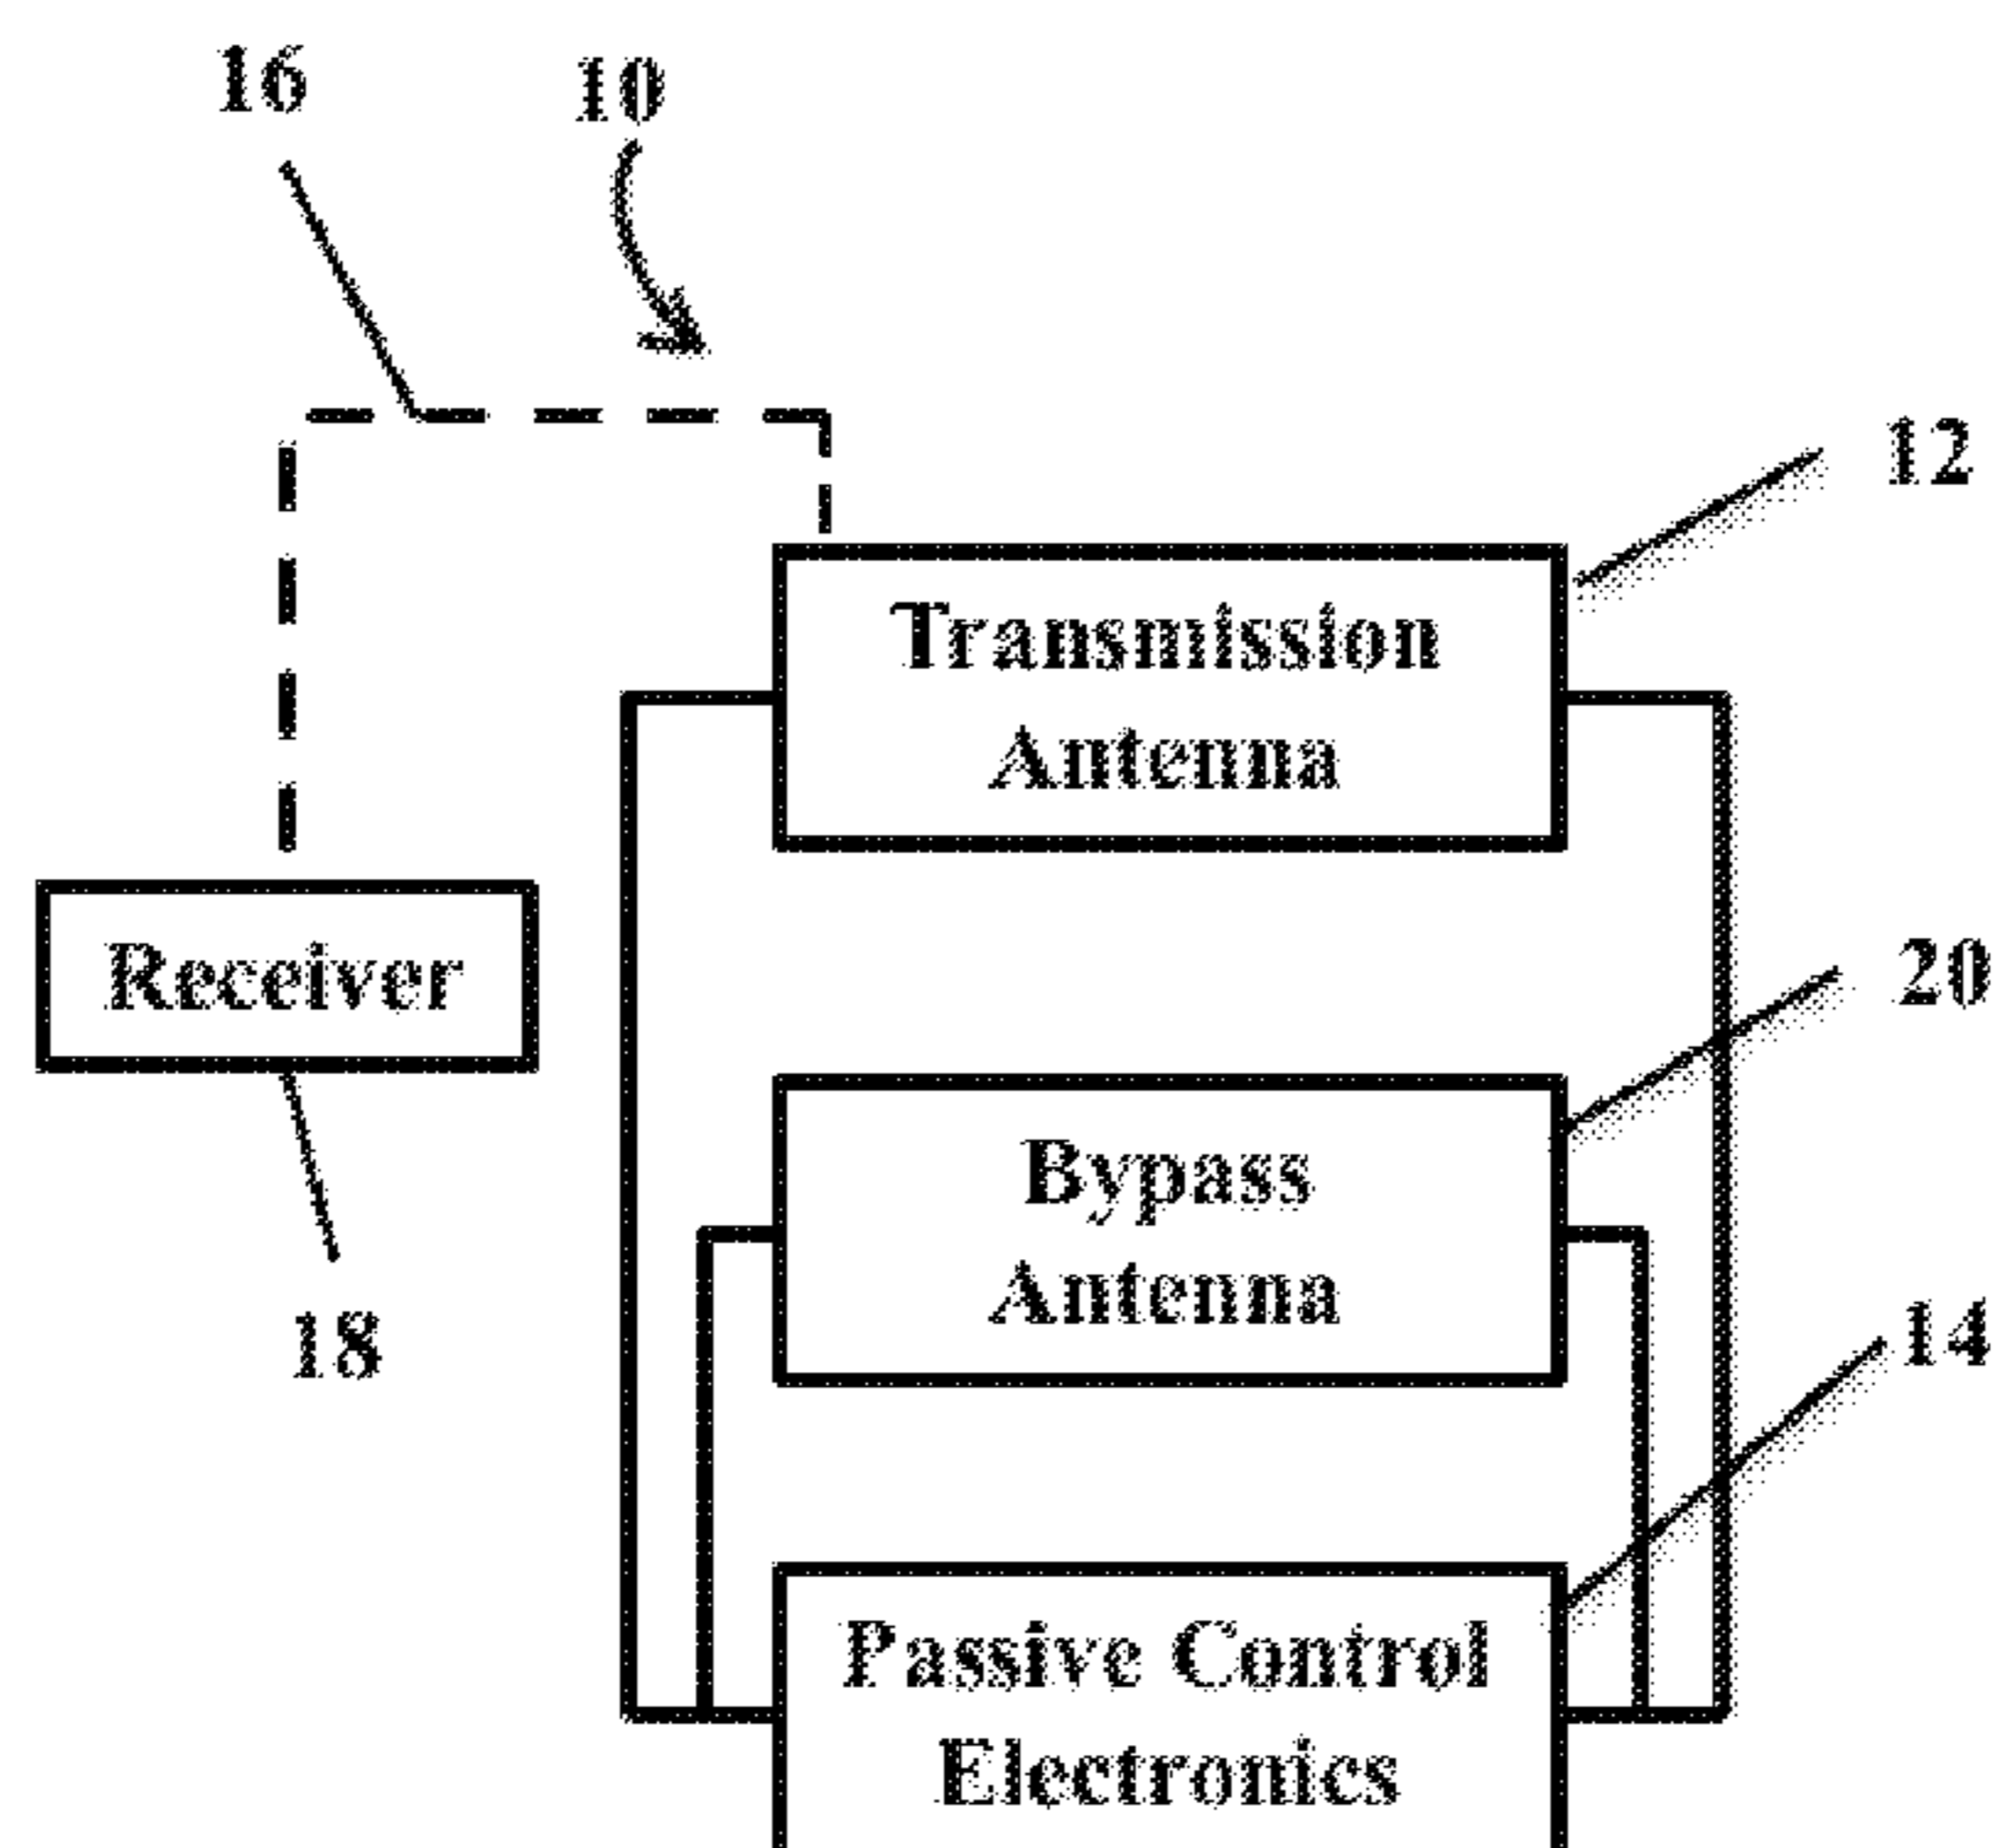 16
10
12
Transmission
Antenna
Receiver
20
Bypass
Antenna
18
14
Passive Control
Electronics